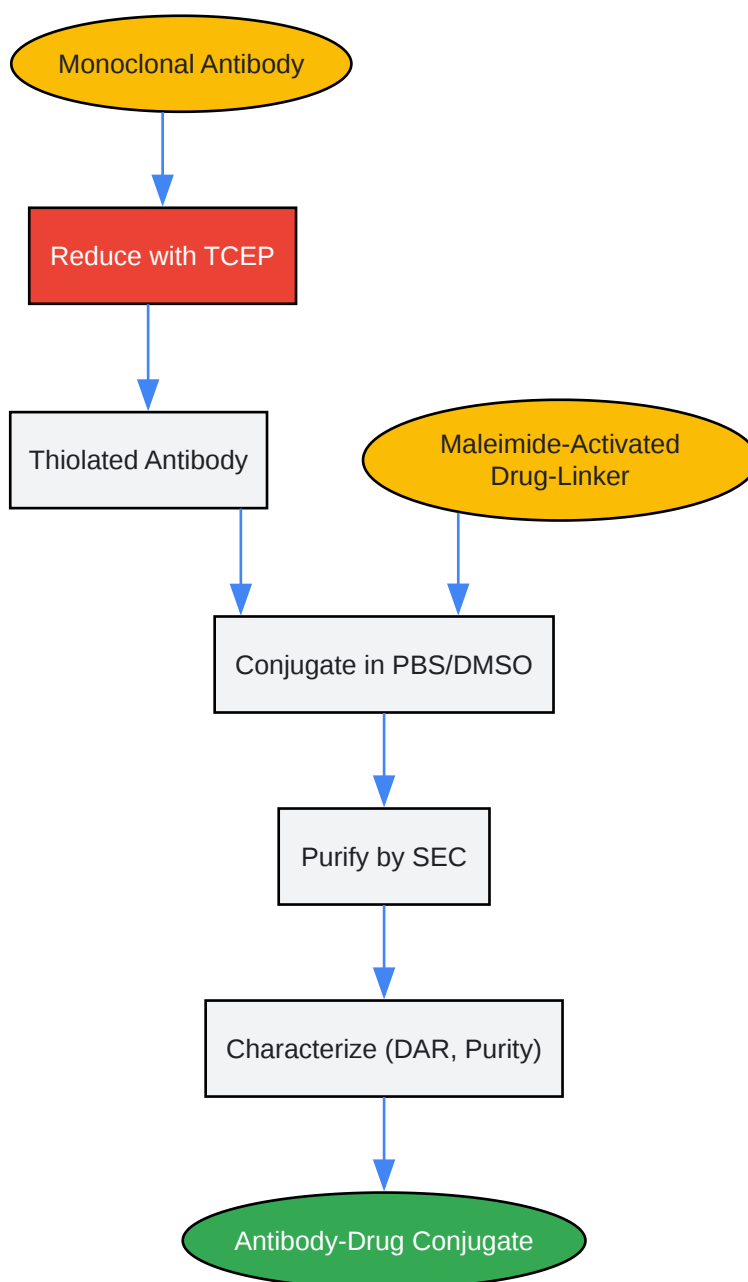 Monoclonal Antibody
Reduce with TCEP
Thiolated Antibody
Maleimide-Activated
Drug-Linker
Conjugate in PBS/DMSO
Purify by SEC
Characterize (DAR, Purity)
Antibody-Drug Conjugate